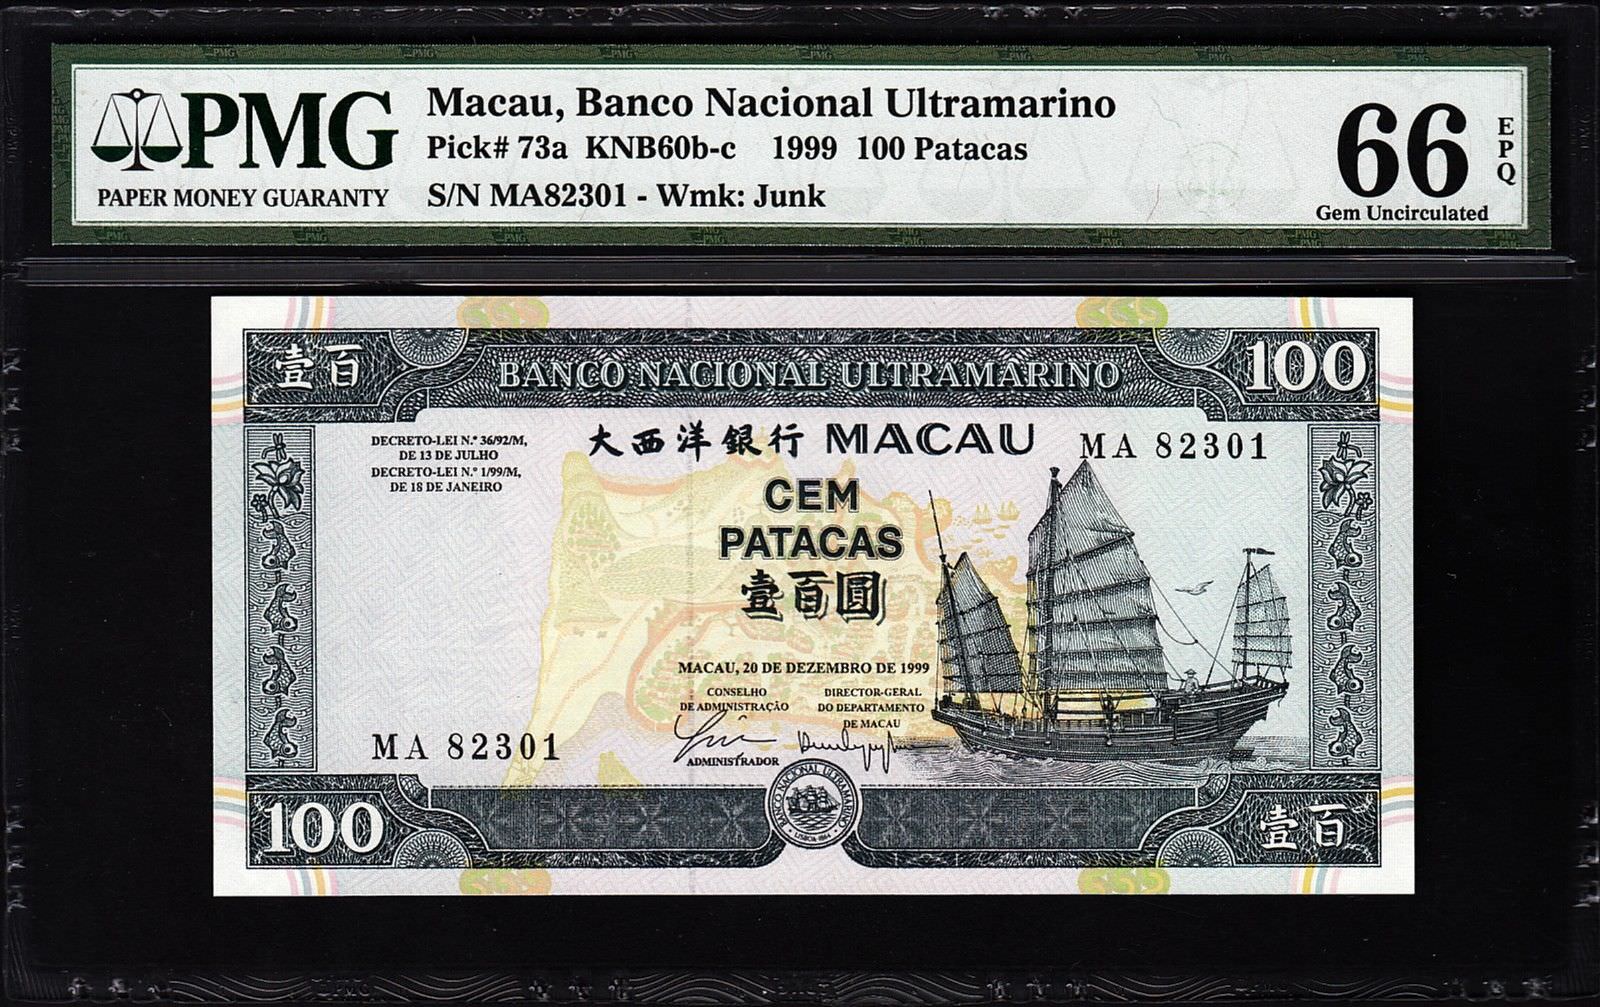 PMG
PAPER MONEY GUARANTY
Macau, Banco Nacional Ultramarino
Pick# 73a KNB60b-c 1999 100 Patacas
S/N MA82301 - Wmk: Junk
66
EPQ
Gem Uncirculated
壹百
BANCO NACIONAL ULTRAMARINO
100
DECRETO-LEI N.º 36/92/M,
DE 13 DE JULHO
DECRETO-LEI N.º 1/99/M,
DE 18 DE JANEIRO
大西洋銀行 MACAU
MA 82301
CEM
PATACAS
壹百圓
MACAU, 20 DE DEZEMBRO DE 1999
CONSELHO
DE ADMINISTRAÇÃO
DIRECTOR-GERAL
DO DEPARTAMENTO
DE MACAU
ADMINISTRADOR
MA 82301
BANCO NACIONAL ULTRAMARINO
LISBOA 1864
100
壹百